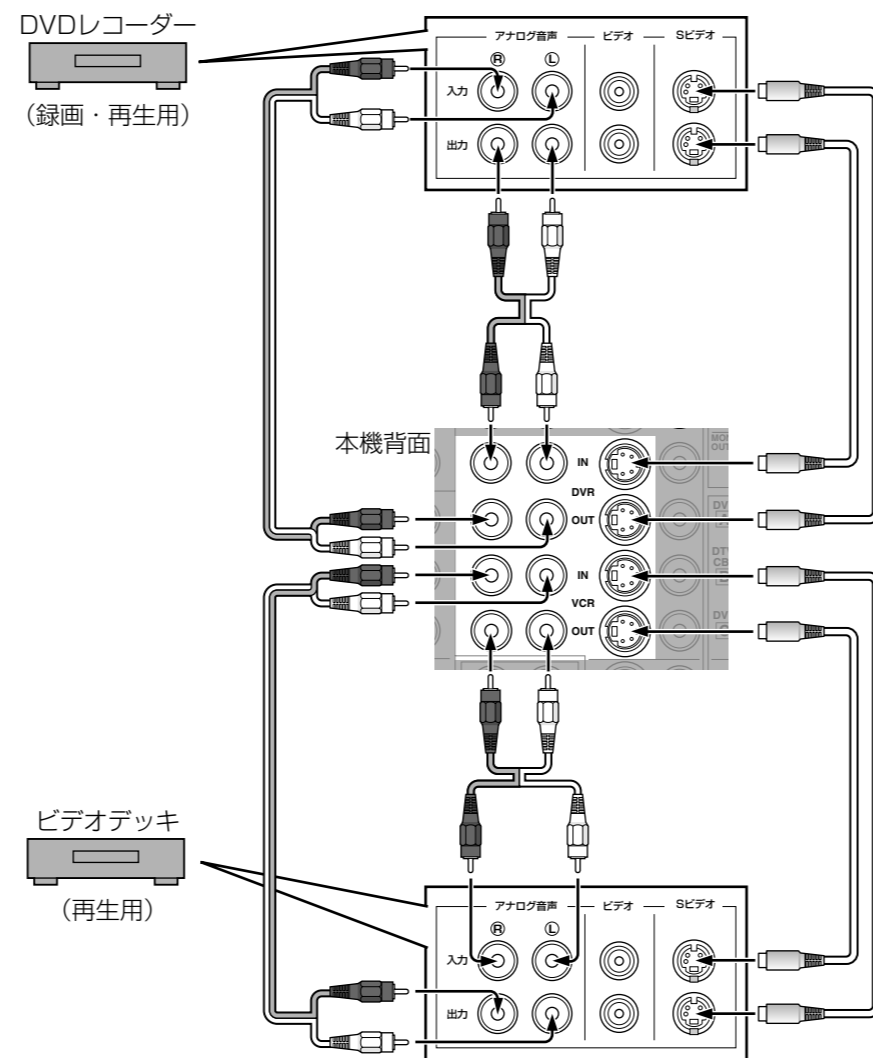 DVDレコーダー
(録画・再生用)
アナログ音声 ビデオ Sビデオ
Ⓡ Ⓛ
入力
出力
本機背面
IN
DVR
OUT
IN
VCR
OUT
ビデオデッキ
(再生用)
アナログ音声 ビデオ Sビデオ
Ⓡ Ⓛ
入力
出力